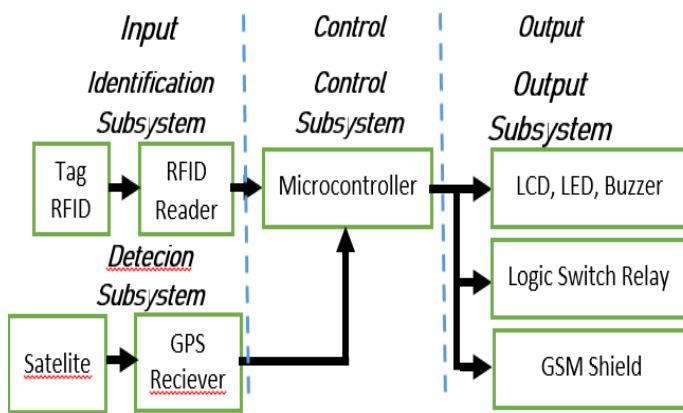 Input
Control
Output
Identification
Subsystem
Control
Subsystem
Output
Subsystem
Tag
RFID
RFID
Reader
Microcontroller
LCD, LED, Buzzer
Logic Switch Relay
GSM Shield
Detecion
Subsystem
Satelite
GPS
Reciever